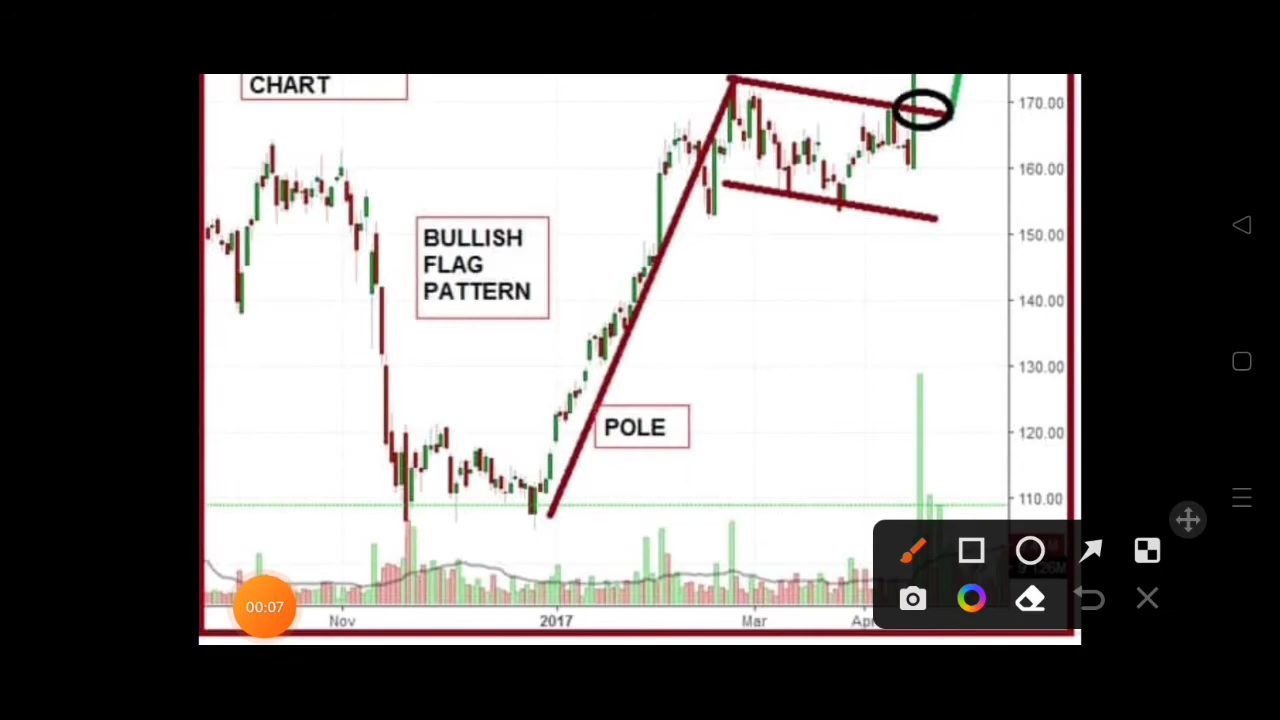 CHART
170.00
160.00
BULLISH
FLAG
PATTERN
150.00
140.00
130.00
POLE
120.00
110.00
00:07
Nov
2017
Mar